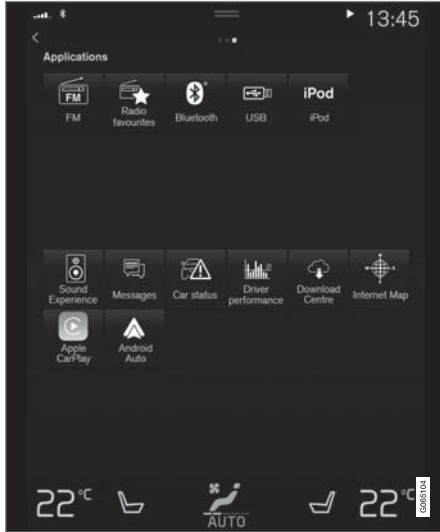 13:45
Applications
FM
FM
Radio favourites
Bluetooth
USB
iPod
iPod
Sound Experience
Messages
Car status
Driver performance
Download Centre
Internet Map
Apple CarPlay
Android Auto
22°C
AUTO
22°C
G065104